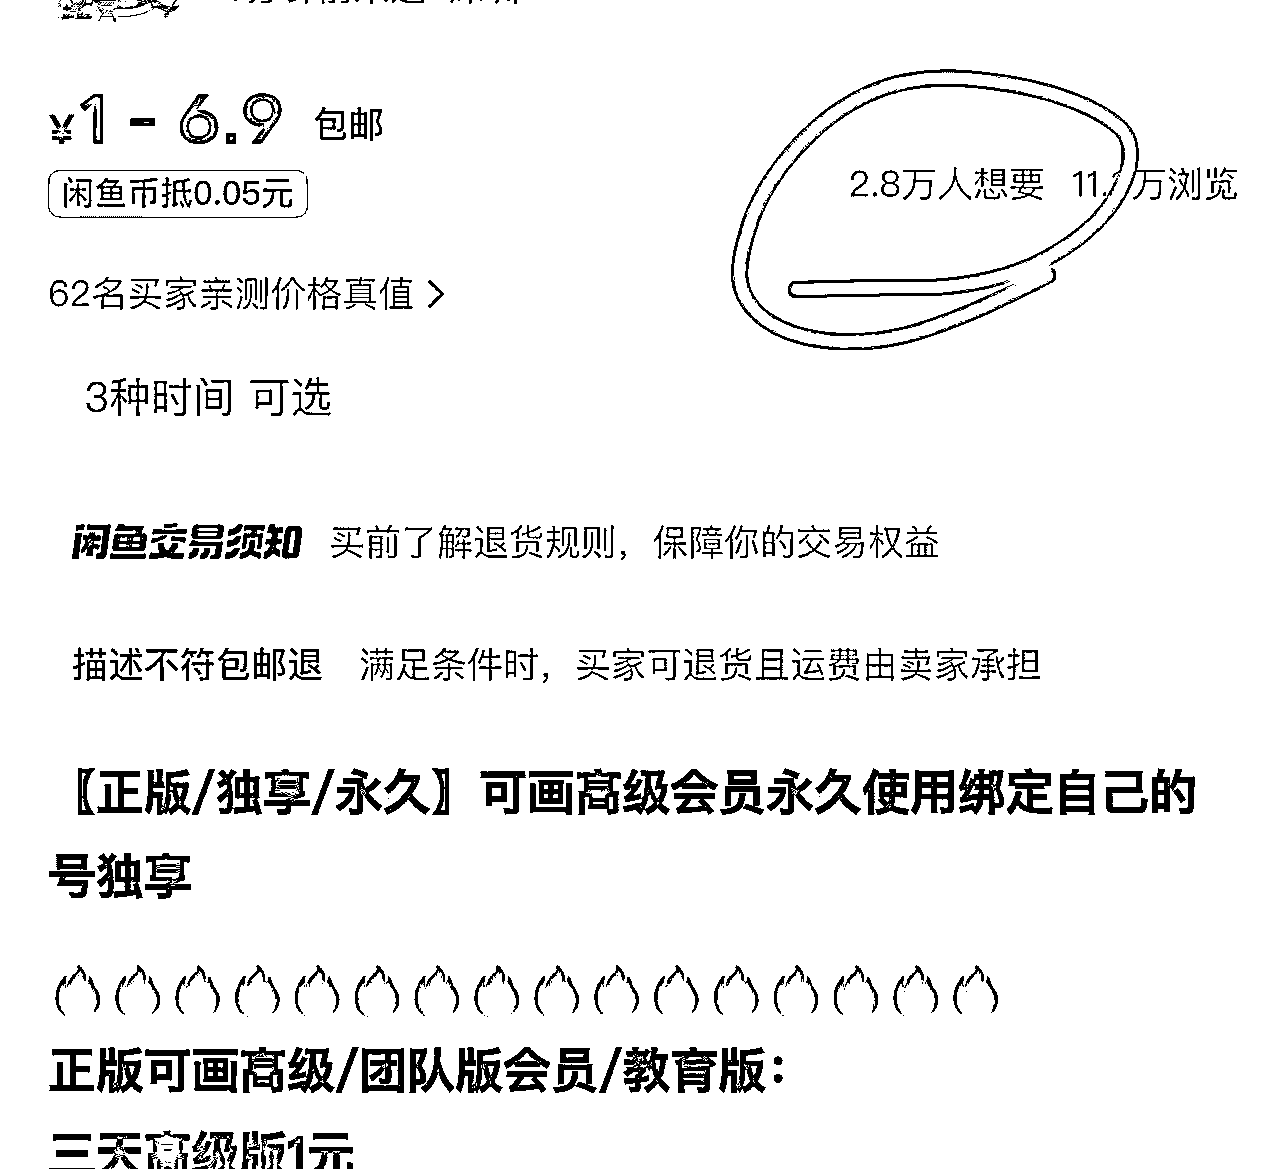 ¥1 - 6.9 包邮
闲鱼币抵0.05元
2.8万人想要 11. 万浏览
62名买家亲测价格真值 >
3种时间 可选
闲鱼交易须知 买前了解退货规则，保障你的交易权益
描述不符包邮退 满足条件时，买家可退货且运费由卖家承担
【正版/独享/永久】可画高级会员永久使用绑定自己的
号独享
🔥🔥🔥🔥🔥🔥🔥🔥🔥🔥🔥🔥🔥🔥🔥🔥
正版可画高级/团队版会员/教育版：
三天高级版1元